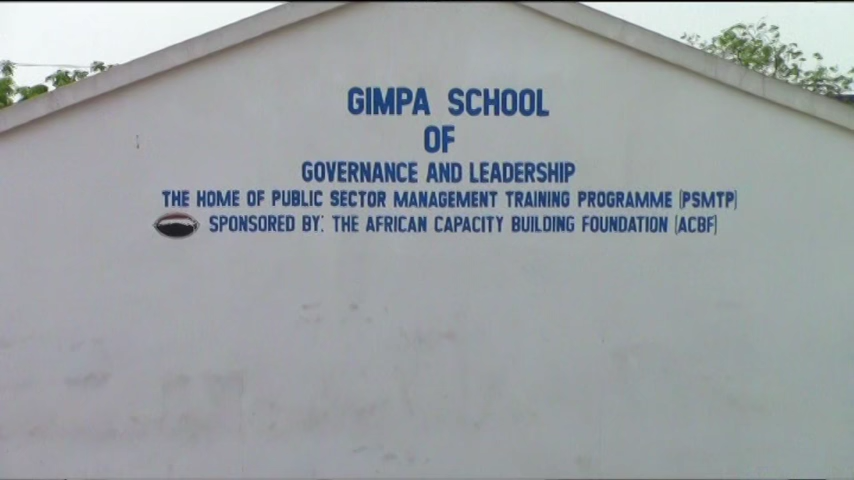 GIMPA SCHOOL
OF
GOVERNANCE AND LEADERSHIP
THE HOME OF PUBLIC SECTOR MANAGEMENT TRAINING PROGRAMME (PSMTP)
SPONSORED BY: THE AFRICAN CAPACITY BUILDING FOUNDATION (ACBF)